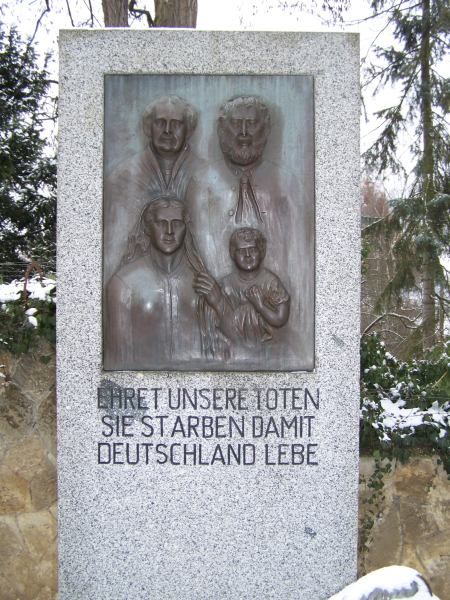 EHRET UNSERE TOTEN
SIE STARBEN DAMIT
DEUTSCHLAND LEBE